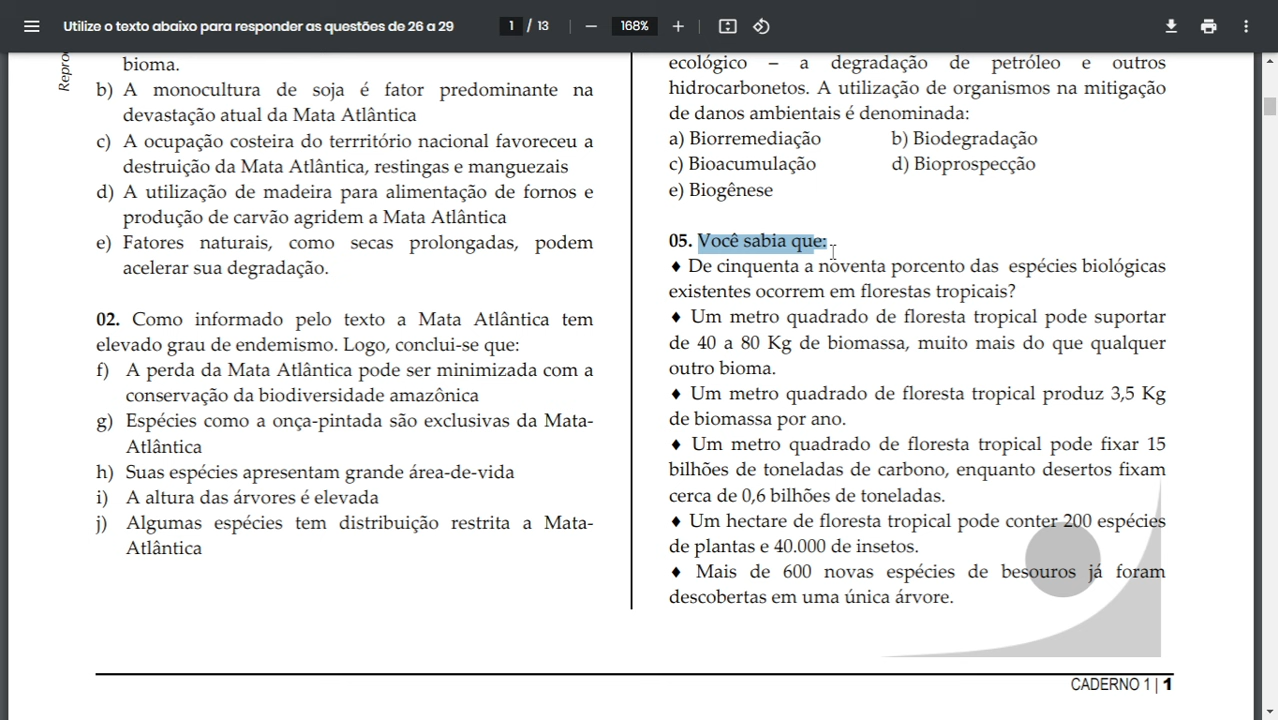 Utilize o texto abaixo para responder as questões de 26 a 29
1 / 13
168%
Repro
bioma.
b) A monocultura de soja é fator predominante na
devastação atual da Mata Atlântica
c) A ocupação costeira do terrritório nacional favoreceu a
destruição da Mata Atlântica, restingas e manguezais
d) A utilização de madeira para alimentação de fornos e
produção de carvão agridem a Mata Atlântica
e) Fatores naturais, como secas prolongadas, podem
acelerar sua degradação.
02. Como informado pelo texto a Mata Atlântica tem
elevado grau de endemismo. Logo, conclui-se que:
f) A perda da Mata Atlântica pode ser minimizada com a
conservação da biodiversidade amazônica
g) Espécies como a onça-pintada são exclusivas da Mata-
Atlântica
h) Suas espécies apresentam grande área-de-vida
i) A altura das árvores é elevada
j) Algumas espécies tem distribuição restrita a Mata-
Atlântica
ecológico – a degradação de petróleo e outros
hidrocarbonetos. A utilização de organismos na mitigação
de danos ambientais é denominada:
a) Biorremediação b) Biodegradação
c) Bioacumulação d) Bioprospecção
e) Biogênese
05. Você sabia que:
♦ De cinquenta a noventa porcento das espécies biológicas
existentes ocorrem em florestas tropicais?
♦ Um metro quadrado de floresta tropical pode suportar
de 40 a 80 Kg de biomassa, muito mais do que qualquer
outro bioma.
♦ Um metro quadrado de floresta tropical produz 3,5 Kg
de biomassa por ano.
♦ Um metro quadrado de floresta tropical pode fixar 15
bilhões de toneladas de carbono, enquanto desertos fixam
cerca de 0,6 bilhões de toneladas.
♦ Um hectare de floresta tropical pode conter 200 espécies
de plantas e 40.000 de insetos.
♦ Mais de 600 novas espécies de besouros já foram
descobertas em uma única árvore.
CADERNO 1 | 1